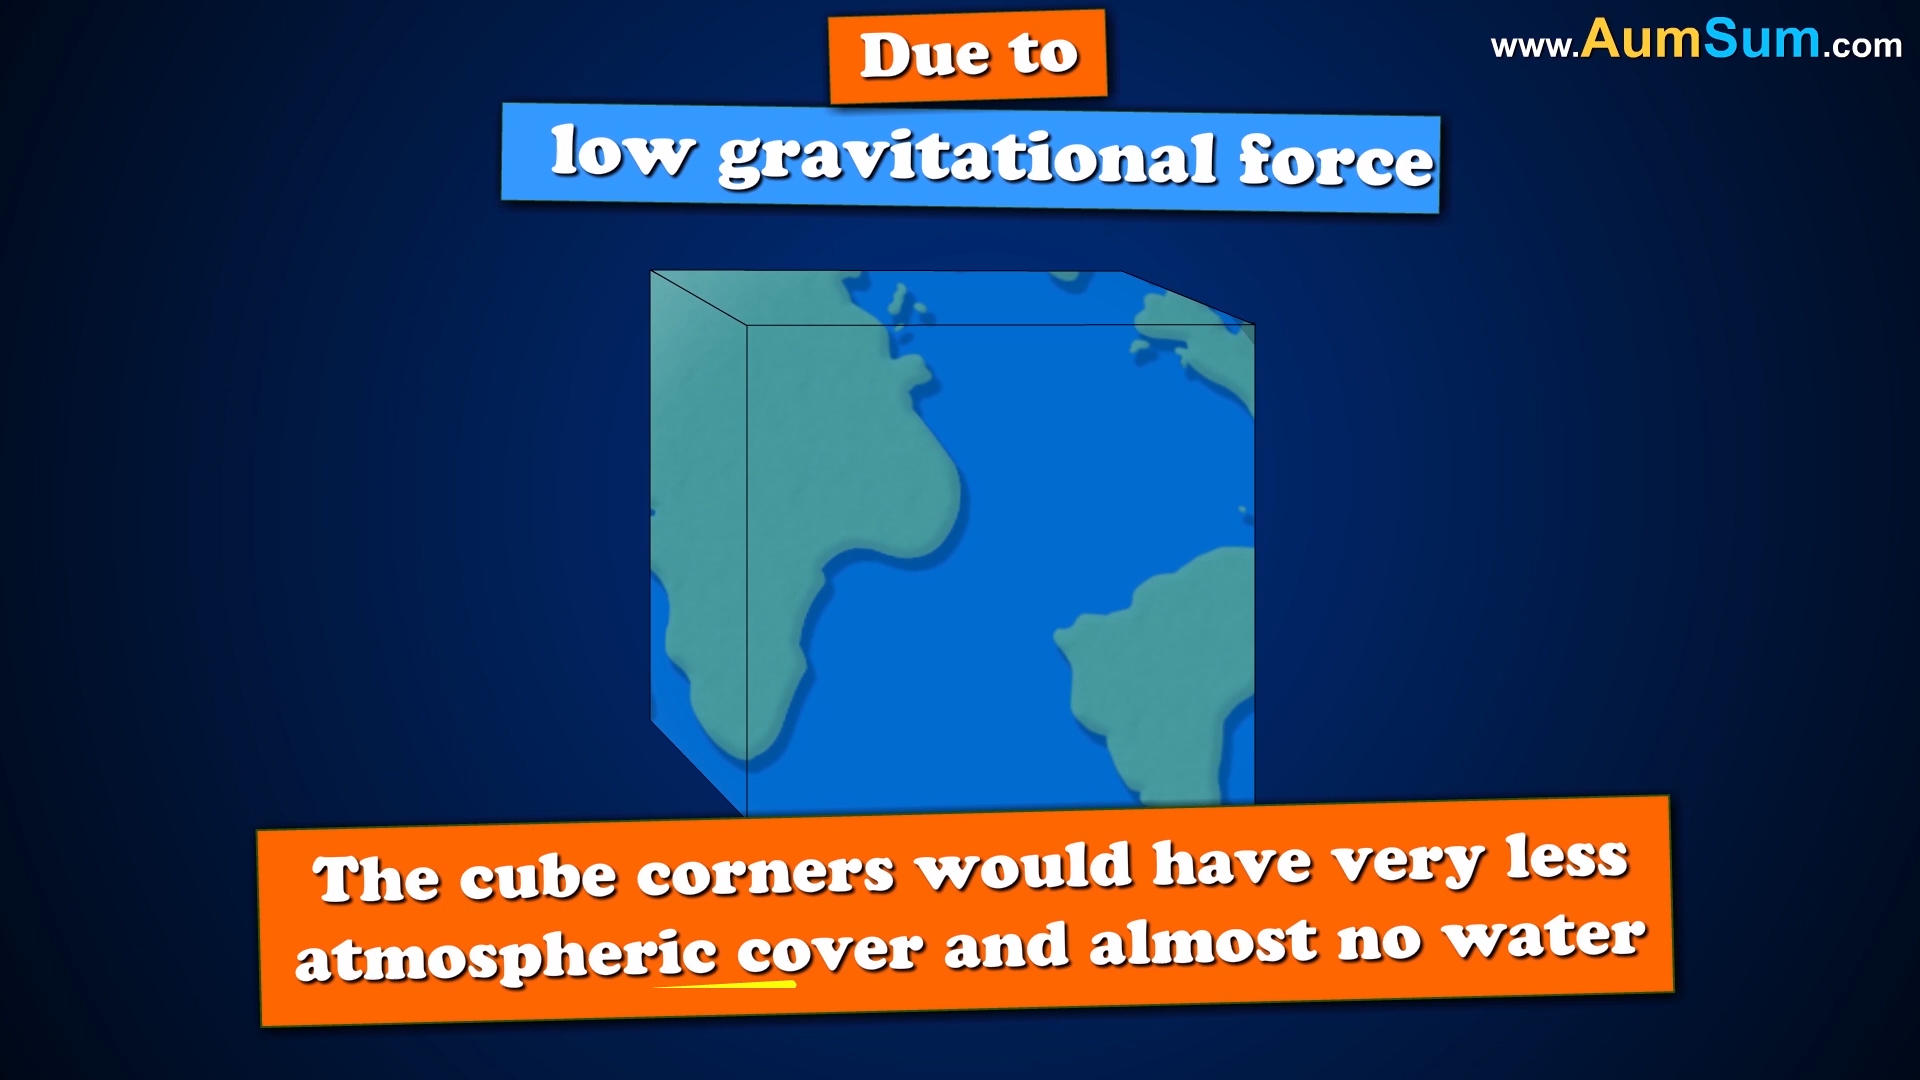 www.AumSum.com
Due to
low gravitational force
The cube corners would have very less
atmospheric cover and almost no water